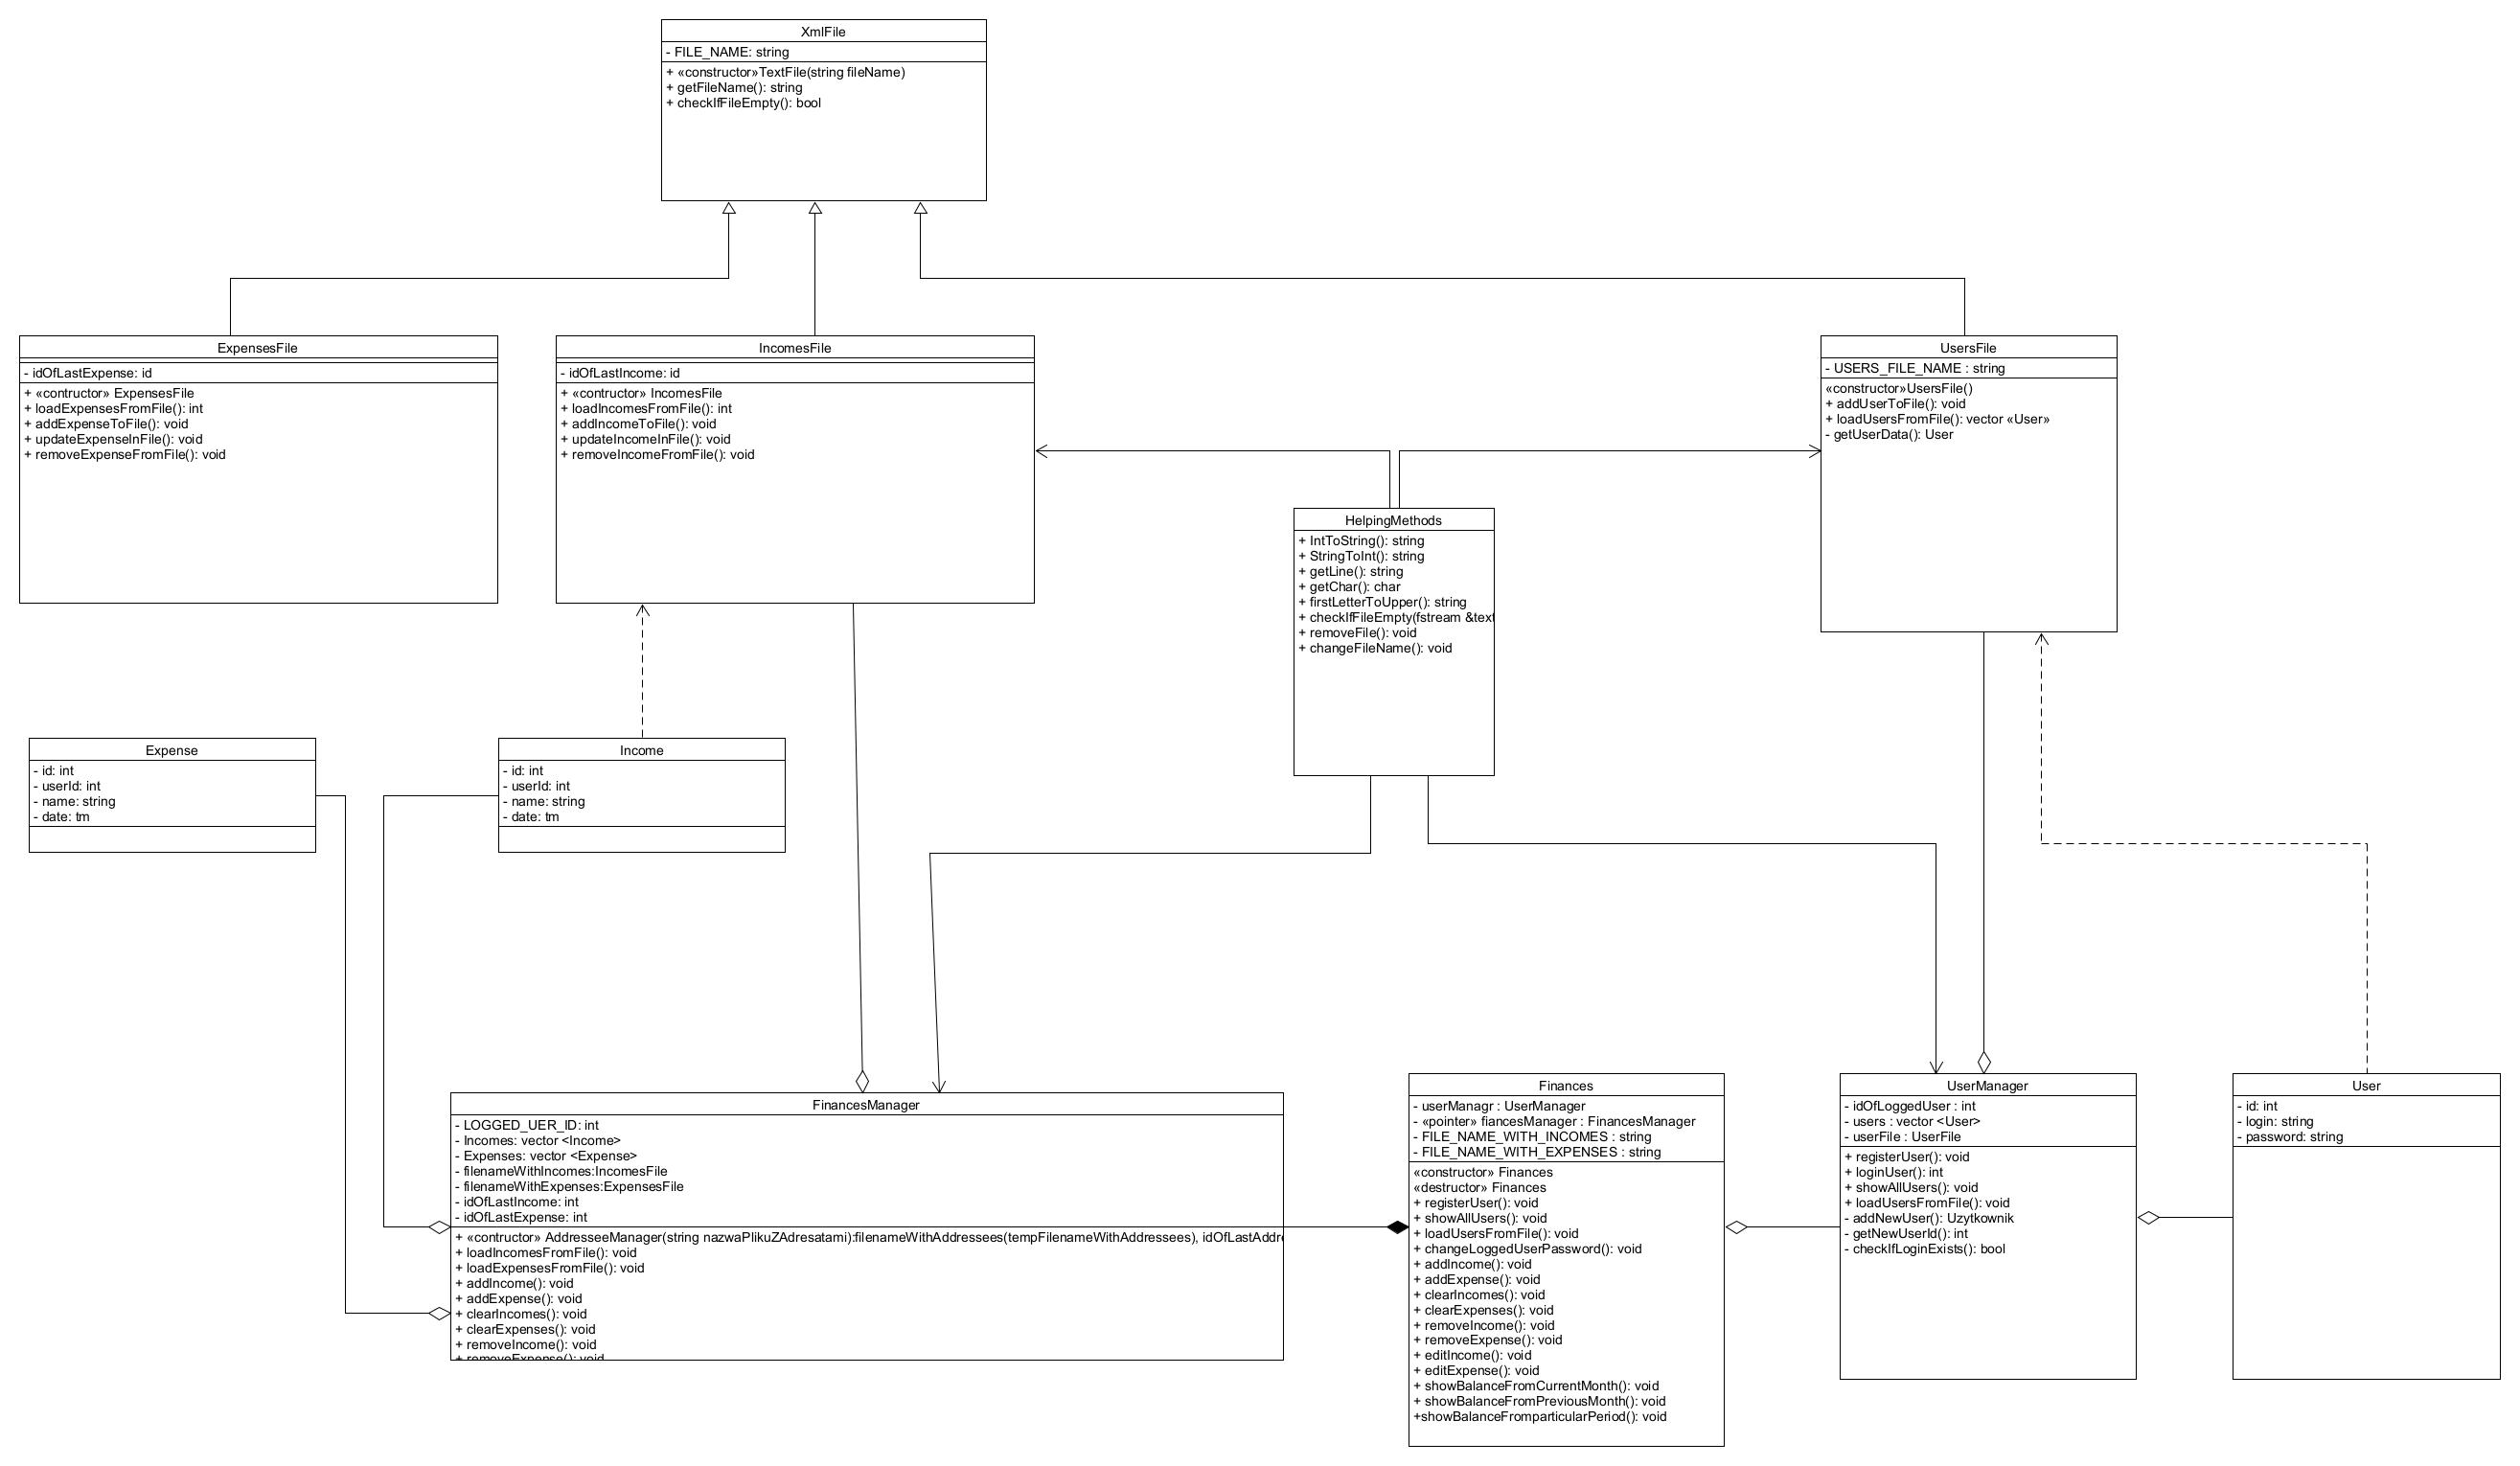 XmlFile
- FILE_NAME: string
+ «constructor»TextFile(string fileName)
+ getFileName(): string
+ checkIfFileEmpty(): bool
ExpensesFile
- idOfLastExpense: id
+ «contructor» ExpensesFile
+ loadExpensesFromFile(): int
+ addExpenseToFile(): void
+ updateExpenseInFile(): void
+ removeExpenseFromFile(): void
IncomesFile
- idOfLastIncome: id
+ «contructor» IncomesFile
+ loadIncomesFromFile(): int
+ addIncomeToFile(): void
+ updateIncomeInFile(): void
+ removeIncomeFromFile(): void
UsersFile
- USERS_FILE_NAME : string
«constructor»UsersFile()
+ addUserToFile(): void
+ loadUsersFromFile(): vector «User»
- getUserData(): User
HelpingMethods
+ IntToString(): string
+ StringToInt(): string
+ getLine(): string
+ getChar(): char
+ firstLetterToUpper(): string
+ checkIfFileEmpty(fstream &text
+ removeFile(): void
+ changeFileName(): void
Expense
- id: int
- userId: int
- name: string
- date: tm
Income
- id: int
- userId: int
- name: string
- date: tm
FinancesManager
- LOGGED_UER_ID: int
- Incomes: vector <Income>
- Expenses: vector <Expense>
- filenameWithIncomes:IncomesFile
- filenameWithExpenses:ExpensesFile
- idOfLastIncome: int
- idOfLastExpense: int
+ «contructor» AddresseeManager(string nazwaPlikuZAdresatami):filenameWithAddressees(tempFilenameWithAddressees), idOfLastAddre
+ loadIncomesFromFile(): void
+ loadExpensesFromFile(): void
+ addIncome(): void
+ addExpense(): void
+ clearIncomes(): void
+ clearExpenses(): void
+ removeIncome(): void
+ removeExpense(): void
Finances
- userManagr : UserManager
- «pointer» fiancesManager : FinancesManager
- FILE_NAME_WITH_INCOMES : string
- FILE_NAME_WITH_EXPENSES : string
«constructor» Finances
«destructor» Finances
+ registerUser(): void
+ showAllUsers(): void
+ loadUsersFromFile(): void
+ changeLoggedUserPassword(): void
+ addIncome(): void
+ addExpense(): void
+ clearIncomes(): void
+ clearExpenses(): void
+ removeIncome(): void
+ removeExpense(): void
+ editIncome(): void
+ editExpense(): void
+ showBalanceFromCurrentMonth(): void
+ showBalanceFromPreviousMonth(): void
+showBalanceFromparticularPeriod(): void
UserManager
- idOfLoggedUser : int
- users : vector <User>
- userFile : UserFile
+ registerUser(): void
+ loginUser(): int
+ showAllUsers(): void
+ loadUsersFromFile(): void
- addNewUser(): Uzytkownik
- getNewUserId(): int
- checkIfLoginExists(): bool
User
- id: int
- login: string
- password: string